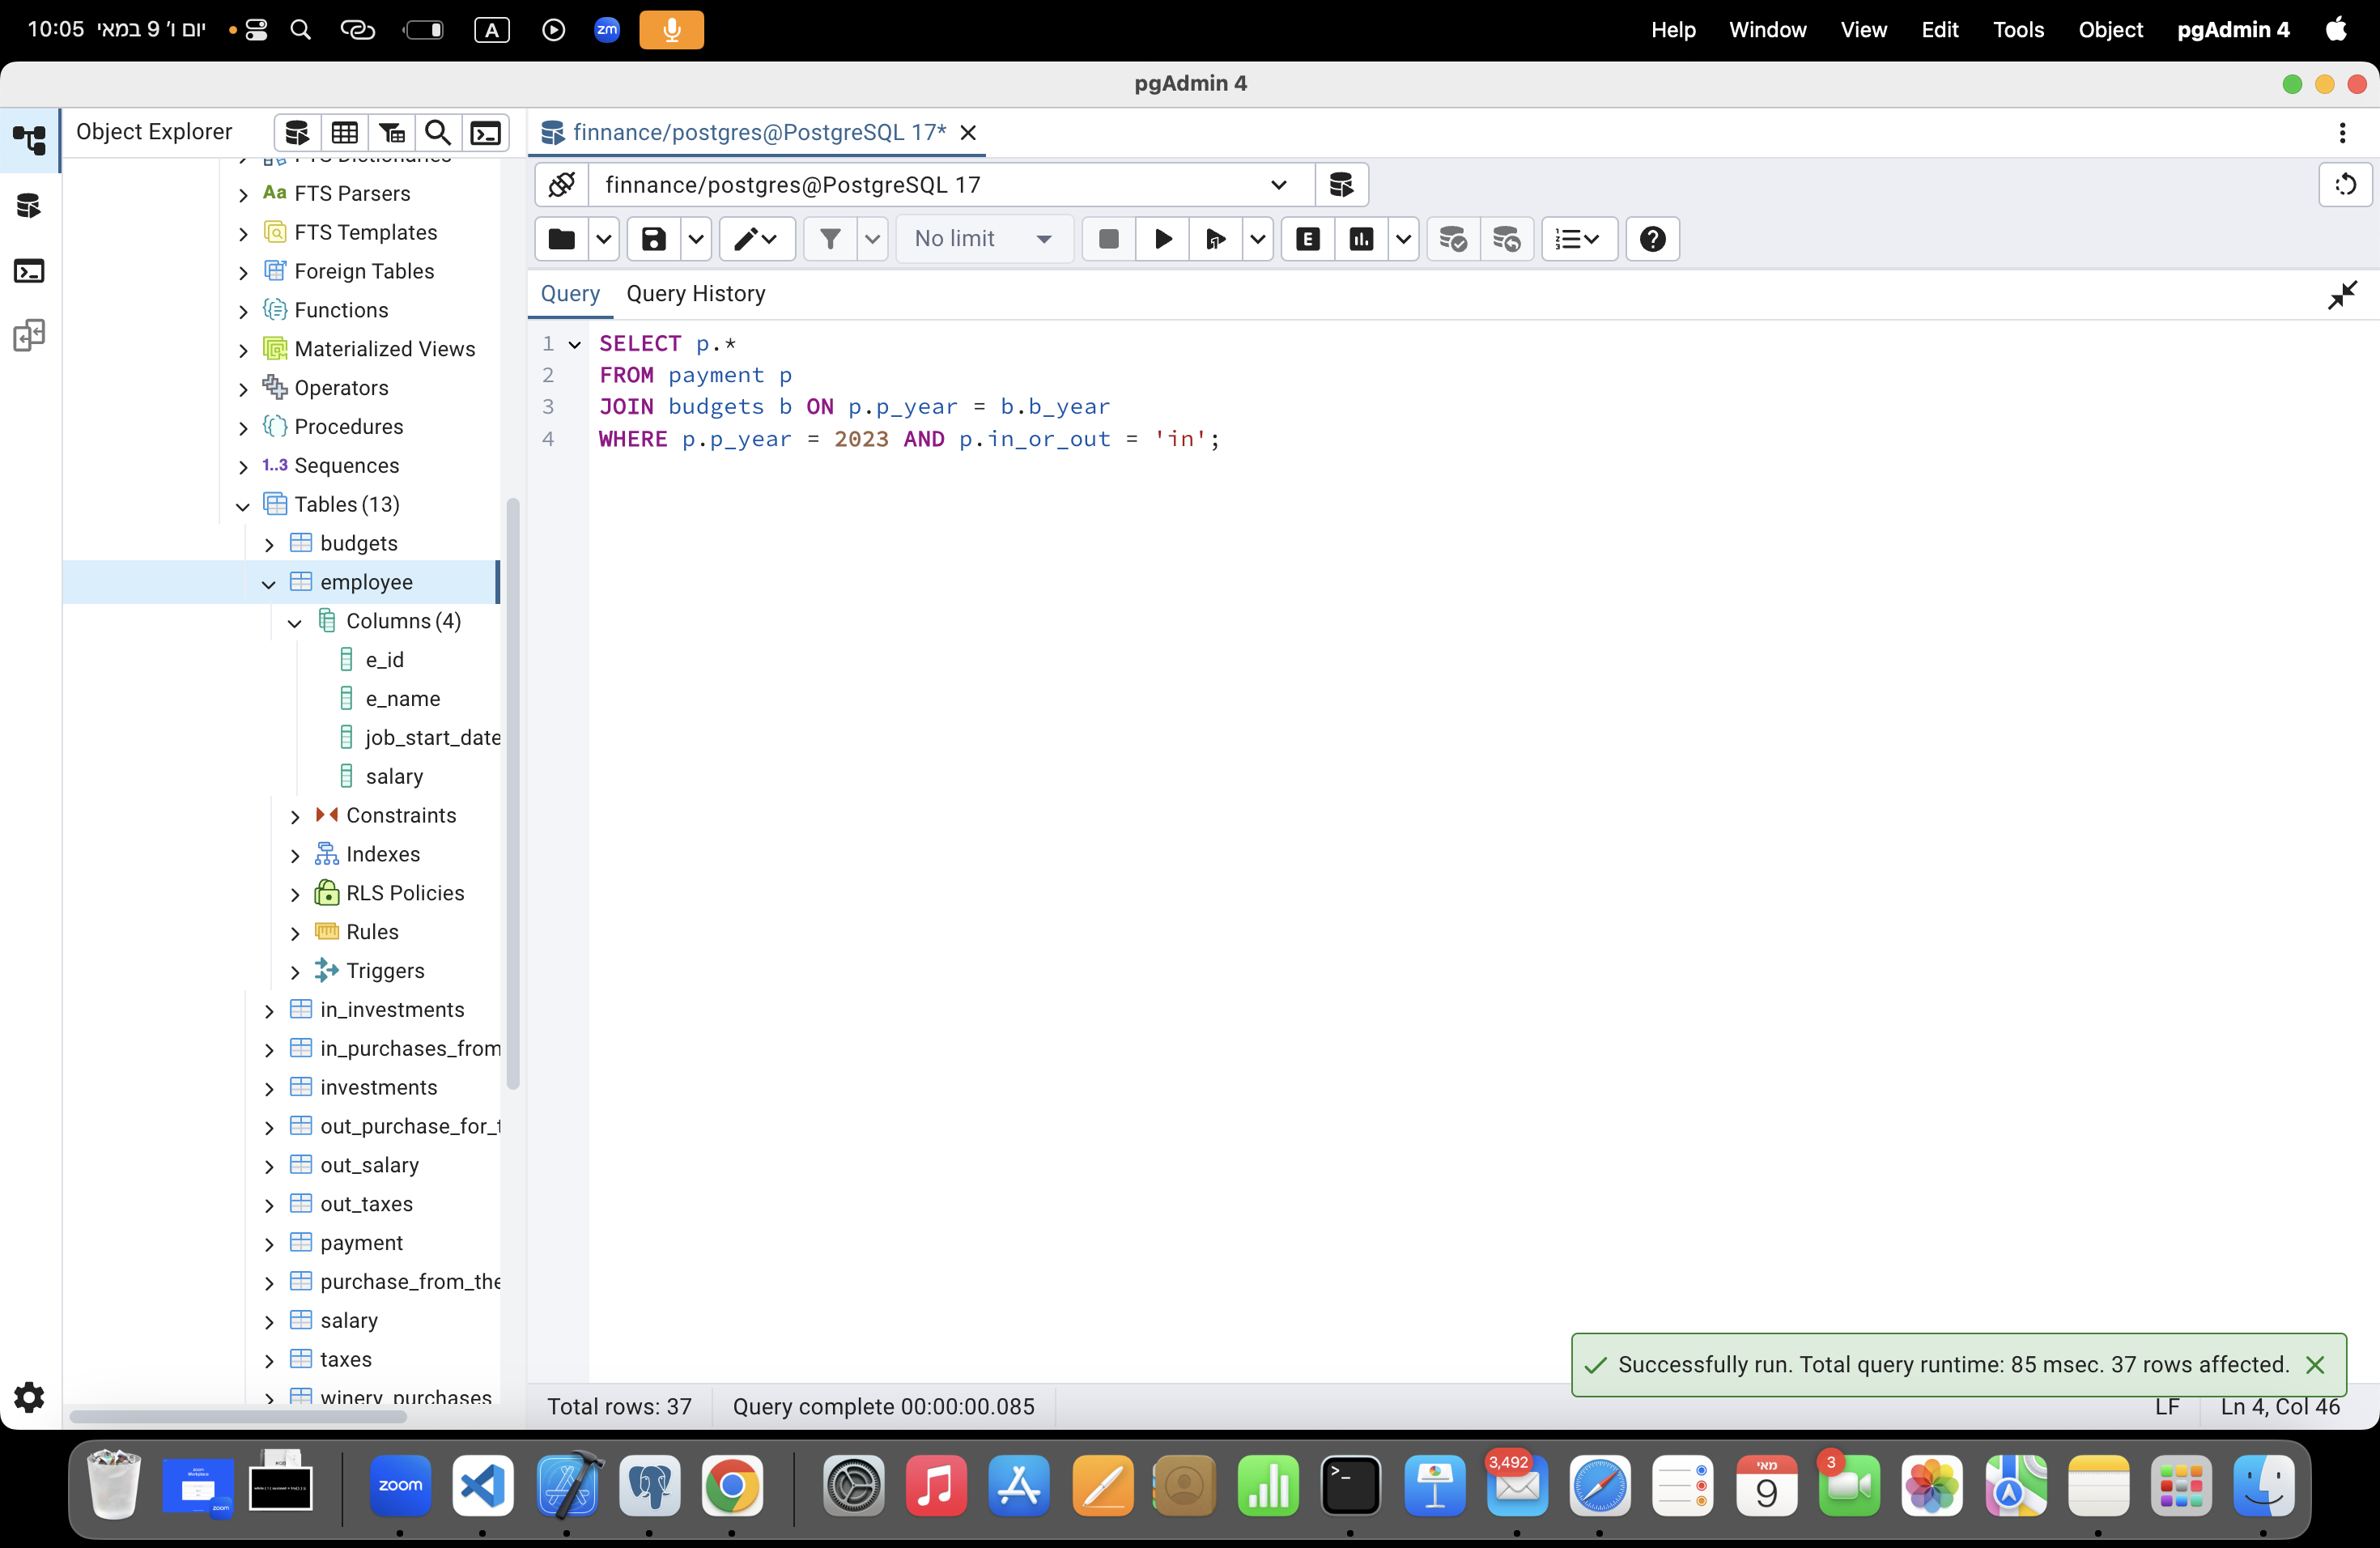 10:05 יום ו' 9 במאי
A
zm
Help Window View Edit Tools Object pgAdmin 4
pgAdmin 4
Object Explorer
finnance/postgres@PostgreSQL 17*
finnance/postgres@PostgreSQL 17
No limit
E
Query Query History
1 SELECT p.*
2 FROM payment p
3 JOIN budgets b ON p.p_year = b.b_year
4 WHERE p.p_year = 2023 AND p.in_or_out = 'in';
FTS Dictionaries
Aa FTS Parsers
FTS Templates
Foreign Tables
Functions
Materialized Views
Operators
Procedures
1..3 Sequences
Tables (13)
budgets
employee
Columns (4)
e_id
e_name
job_start_date
salary
Constraints
Indexes
RLS Policies
Rules
Triggers
in_investments
in_purchases_from
investments
out_purchase_for_t
out_salary
out_taxes
payment
purchase_from_the
salary
taxes
winery_purchases
Successfully run. Total query runtime: 85 msec. 37 rows affected.
Total rows: 37 Query complete 00:00:00.085 LF Ln 4, Col 46
zoom
3,492
מאי
9
3